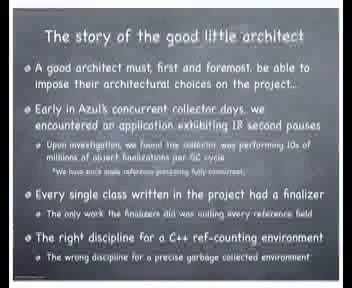 The story of the good little architect
A good architect must, first and foremost, be able to
impose their architectural choices on the project...
Early in Azul's concurrent collector days, we
encountered an application exhibiting 18 second pauses
Upon investigation, we found the collector was performing 10s of
millions of object finalizations per GC cycle
*We have since made reference processing fully concurrent...
Every single class written in the project had a finalizer
The only work the finalizers did was nulling every reference field
The right discipline for a C++ ref-counting environment
The wrong discipline for a precise garbage collected environment